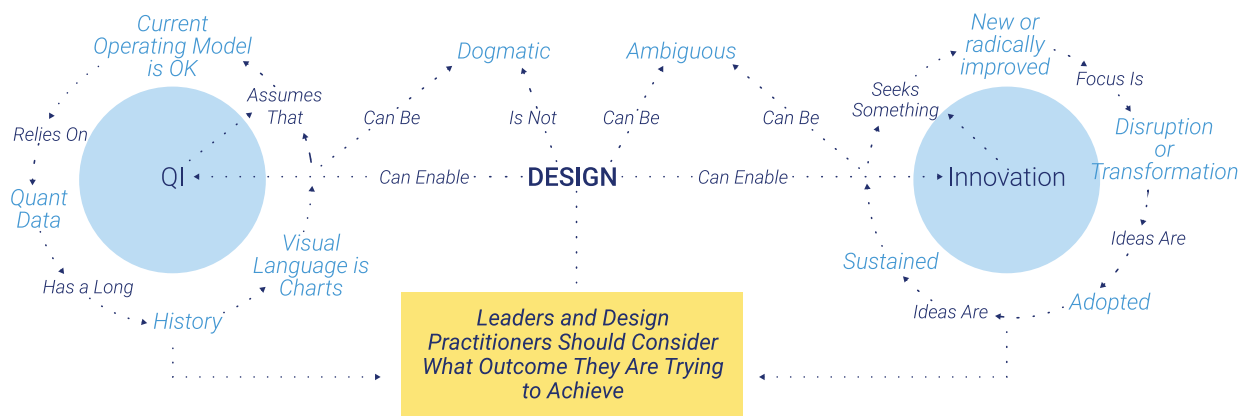 Current
Operating Model
is OK
Assumes
That
Relies On
QI
Quant
Data
Has a Long
History
Visual
Language is
Charts
Dogmatic
Can Be
Is Not
Can Enable
DESIGN
Ambiguous
Can Be
Can Be
Can Enable
New or
radically
improved
Seeks
Something
Focus Is
Innovation
Disruption
or
Transformation
Ideas Are
Adopted
Ideas Are
Sustained
Leaders and Design
Practitioners Should Consider
What Outcome They Are Trying
to Achieve